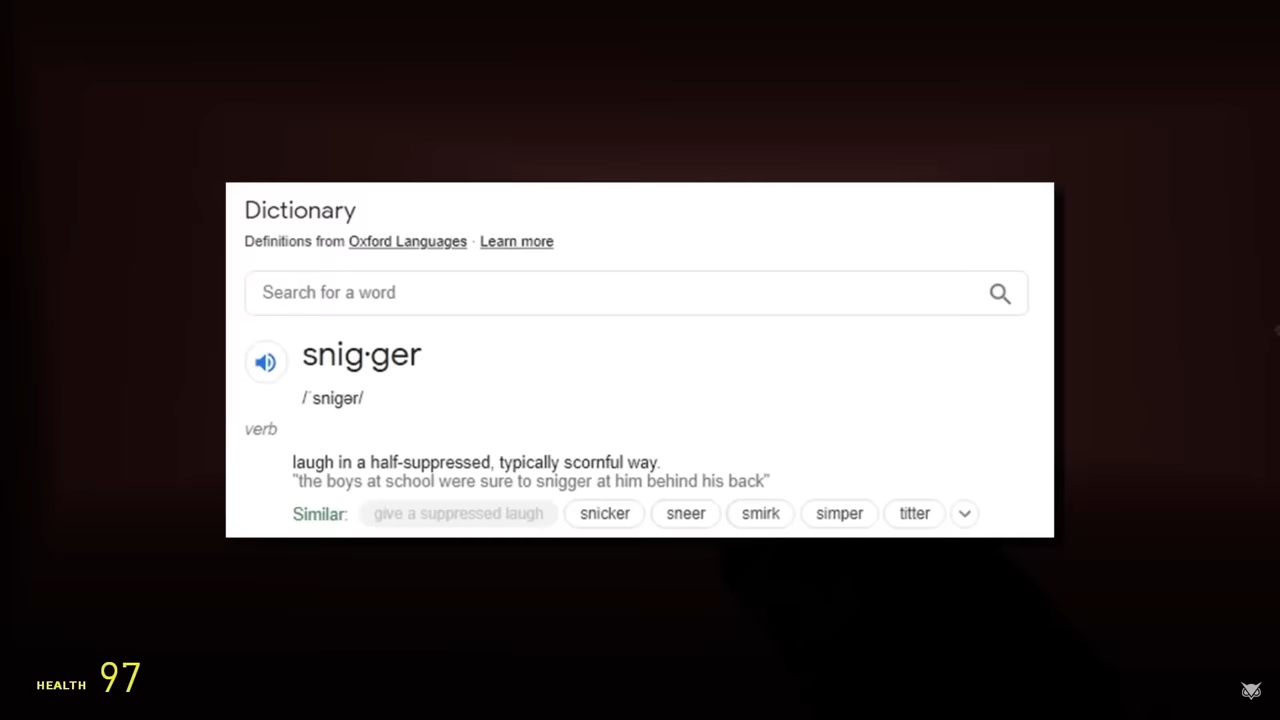 Dictionary
Definitions from Oxford Languages · Learn more
Search for a word
snig·ger
/ˈsniɡər/
verb
laugh in a half-suppressed, typically scornful way.
"the boys at school were sure to snigger at him behind his back"
Similar: give a suppressed laugh snicker sneer smirk simper titter
HEALTH 97